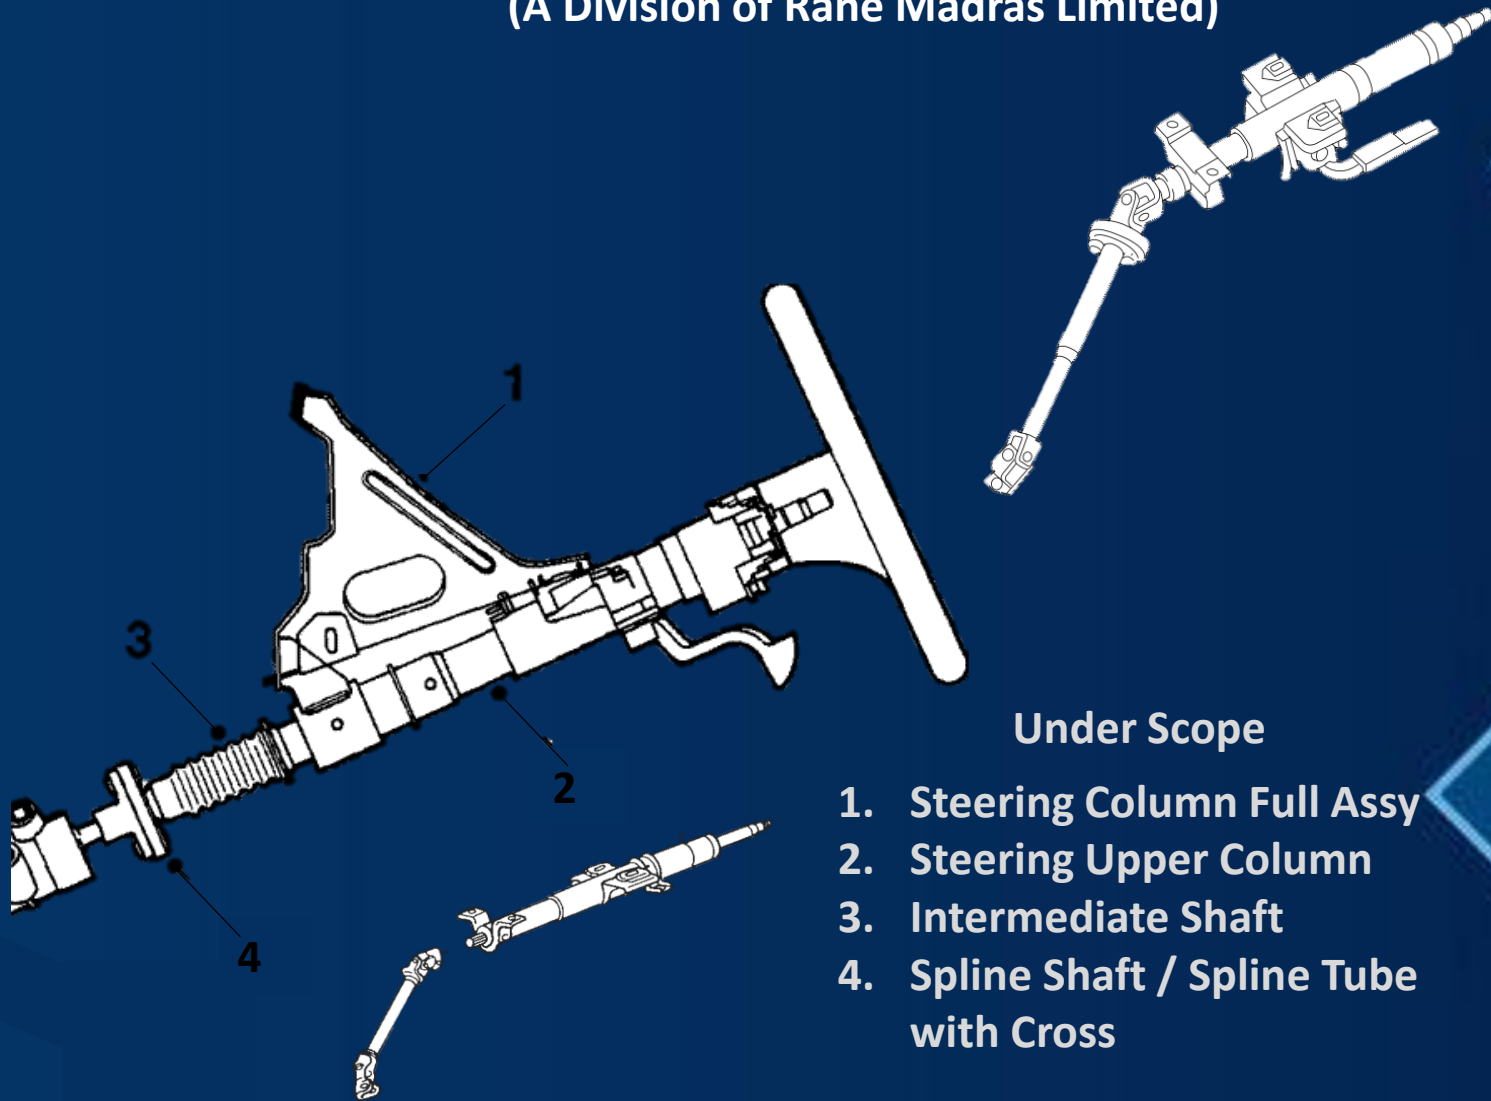 (A Division of Rane Madras Limited)
1
3
2
4
Under Scope
1. Steering Column Full Assy
2. Steering Upper Column
3. Intermediate Shaft
4. Spline Shaft / Spline Tube
with Cross